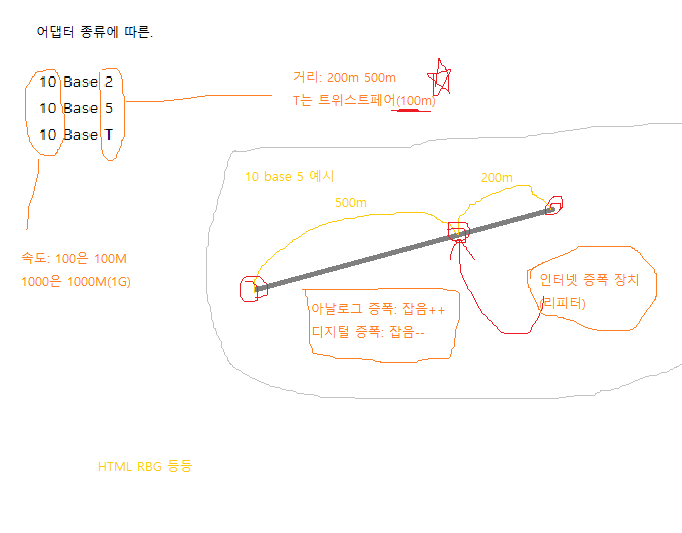 어댑터 종류에 따른.
10 Base 2
10 Base 5
10 Base T
거리: 200m 500m
T는 트위스트페어(100m)
10 base 5 예시
500m
200m
속도: 100은 100M
1000은 1000M(1G)
아날로그 증폭: 잡음++
디지털 증폭: 잡음--
인터넷 증폭 장치
(리피터)
HTML RBG 등등